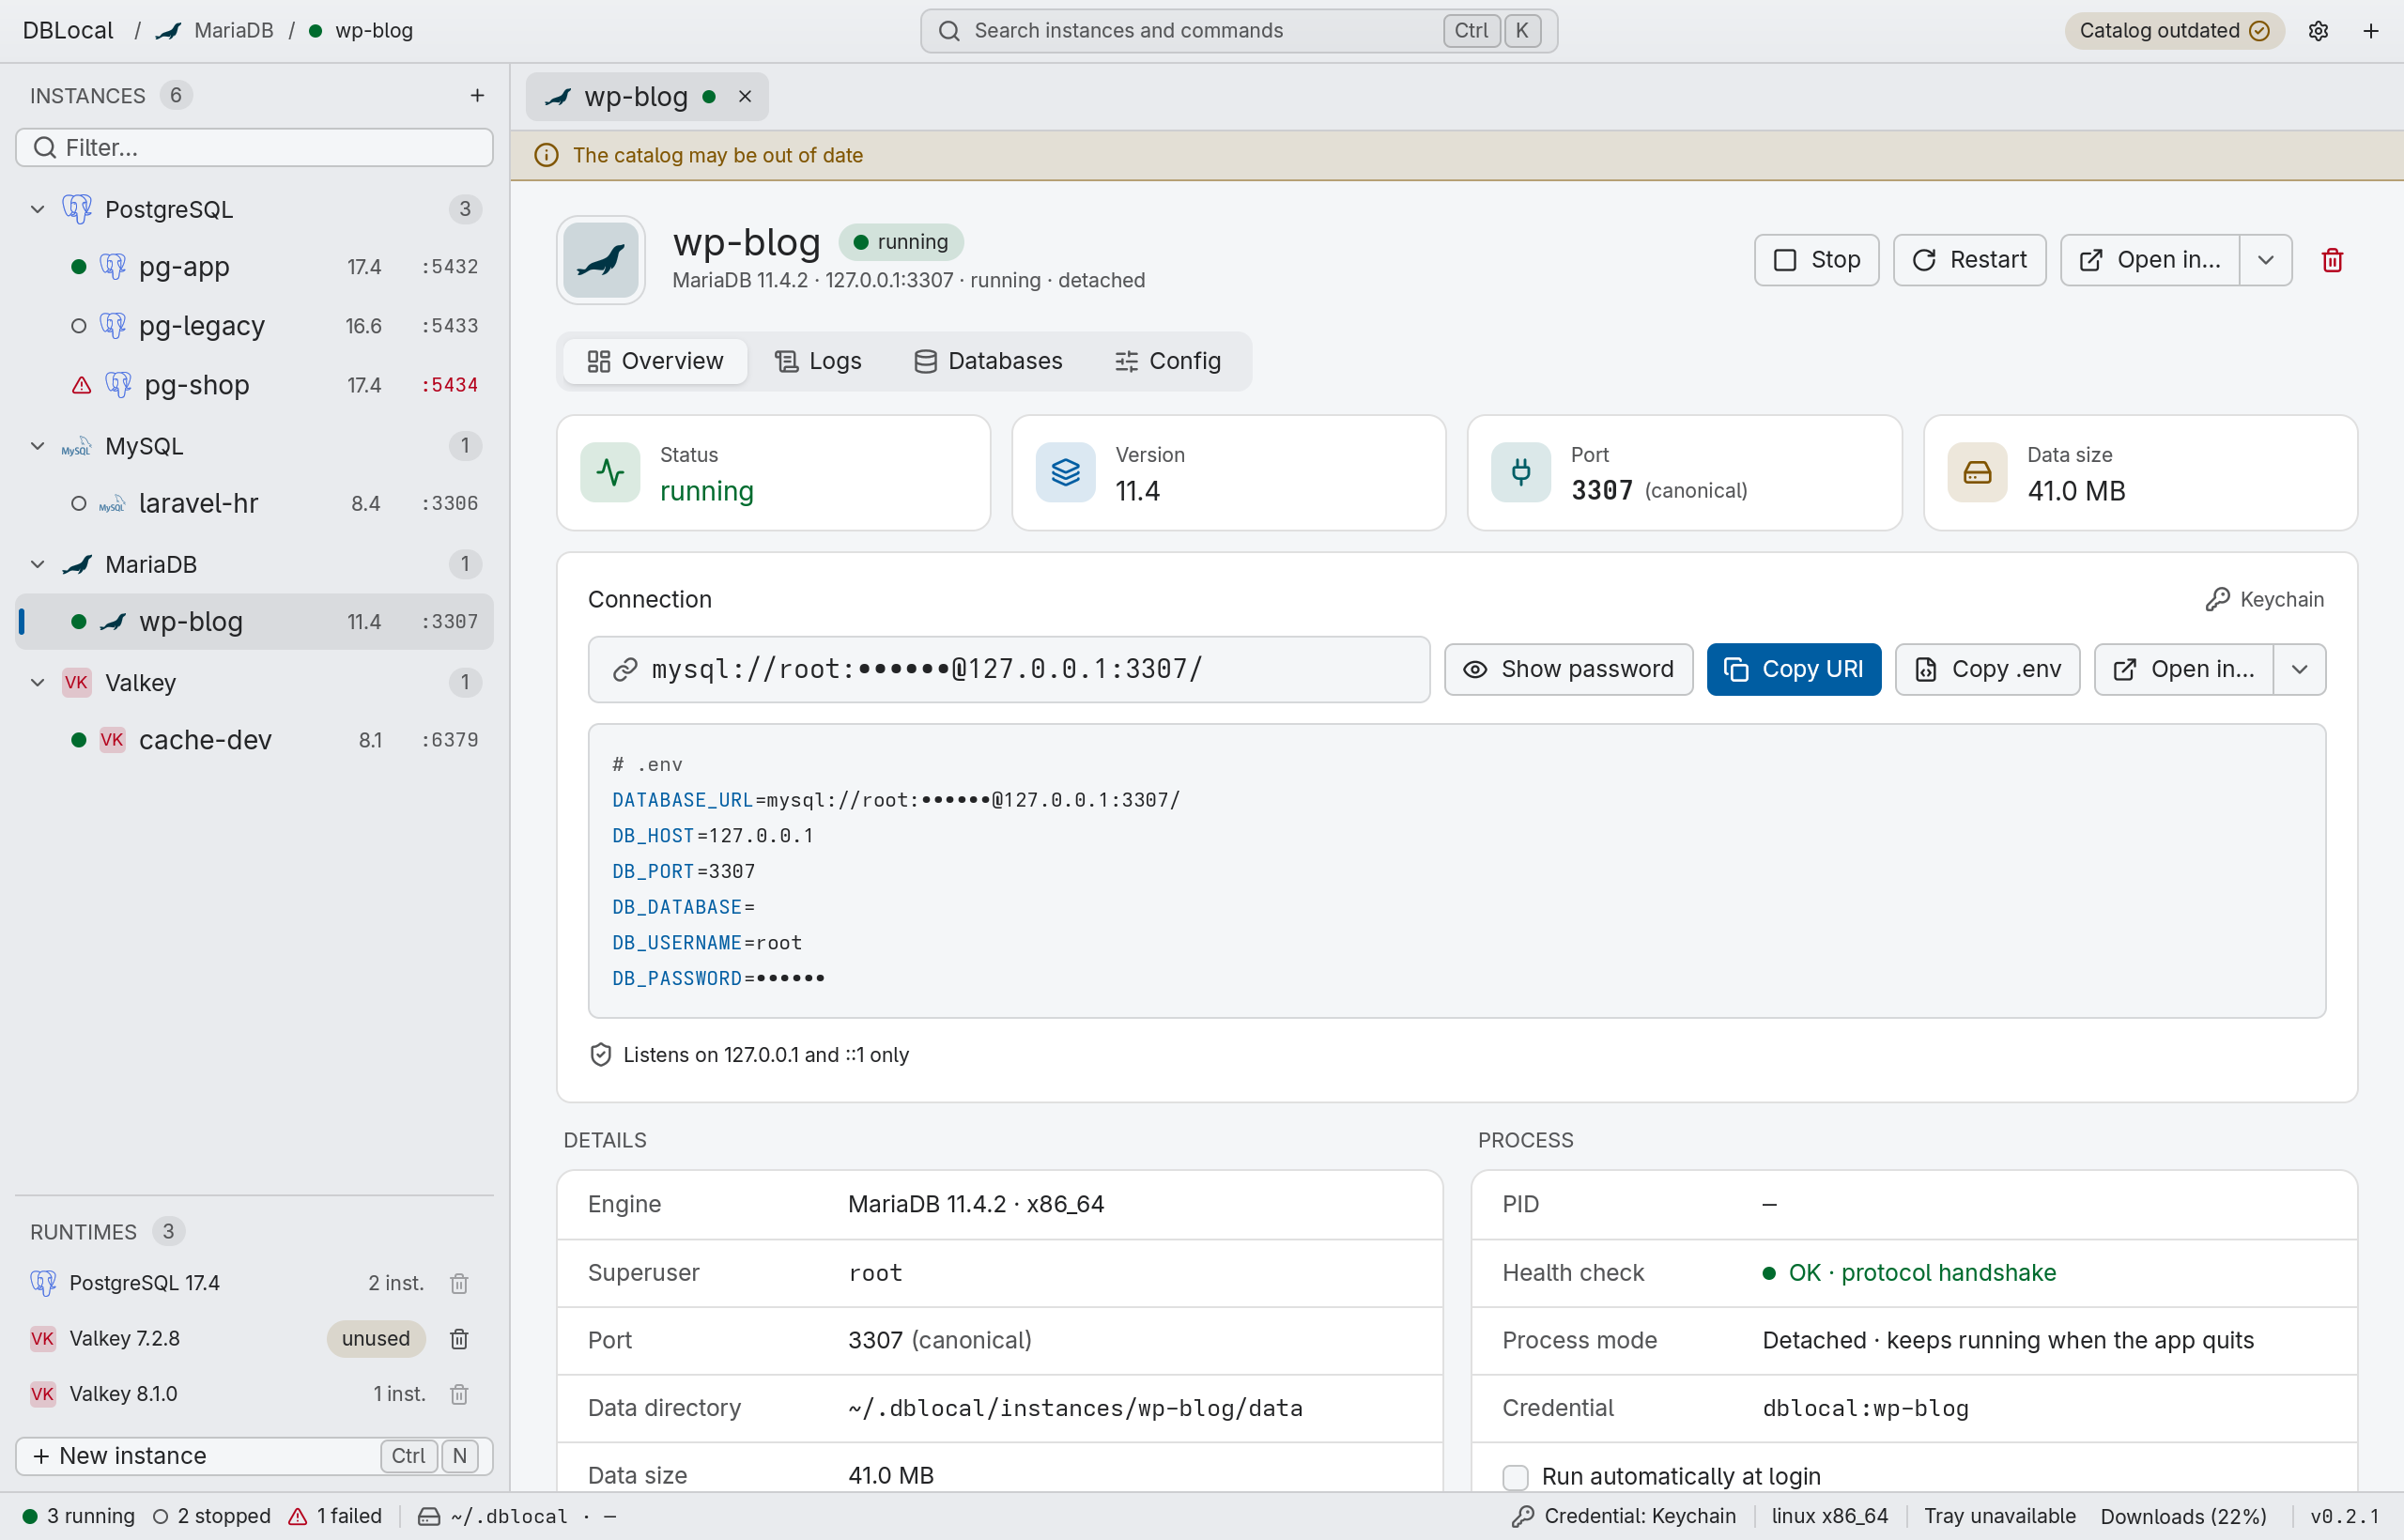 DBLocal / MariaDB / wp-blog
Search instances and commands Ctrl K
Catalog outdated
INSTANCES 6
Filter...
PostgreSQL 3
pg-app 17.4 :5432
pg-legacy 16.6 :5433
pg-shop 17.4 :5434
MySQL 1
laravel-hr 8.4 :3306
MariaDB 1
wp-blog 11.4 :3307
VK Valkey 1
VK cache-dev 8.1 :6379
RUNTIMES 3
PostgreSQL 17.4 2 inst.
VK Valkey 7.2.8 unused
VK Valkey 8.1.0 1 inst.
+ New instance Ctrl N
wp-blog
The catalog may be out of date
wp-blog running
MariaDB 11.4.2 · 127.0.0.1:3307 · running · detached
Stop Restart Open in...
Overview Logs Databases Config
Status
running
Version
11.4
Port
3307 (canonical)
Data size
41.0 MB
Connection Keychain
mysql://root:••••••@127.0.0.1:3307/
Show password Copy URI Copy .env Open in...
# .env
DATABASE_URL=mysql://root:••••••@127.0.0.1:3307/
DB_HOST=127.0.0.1
DB_PORT=3307
DB_DATABASE=
DB_USERNAME=root
DB_PASSWORD=••••••
Listens on 127.0.0.1 and ::1 only
DETAILS
Engine MariaDB 11.4.2 · x86_64
Superuser root
Port 3307 (canonical)
Data directory ~/.dblocal/instances/wp-blog/data
Data size 41.0 MB
PROCESS
PID —
Health check OK · protocol handshake
Process mode Detached · keeps running when the app quits
Credential dblocal:wp-blog
Run automatically at login
3 running 2 stopped 1 failed ~/.dblocal · —
Credential: Keychain linux x86_64 Tray unavailable Downloads (22%) v0.2.1